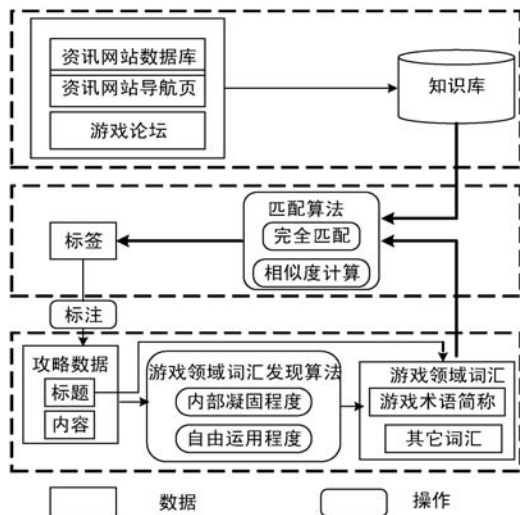 资讯网站数据库
资讯网站导航页
游戏论坛
知识库
匹配算法
完全匹配
相似度计算
标签
标注
攻略数据
标题
内容
游戏领域词汇发现算法
内部凝固程度
自由运用程度
游戏领域词汇
游戏术语简称
其它词汇
数据
操作